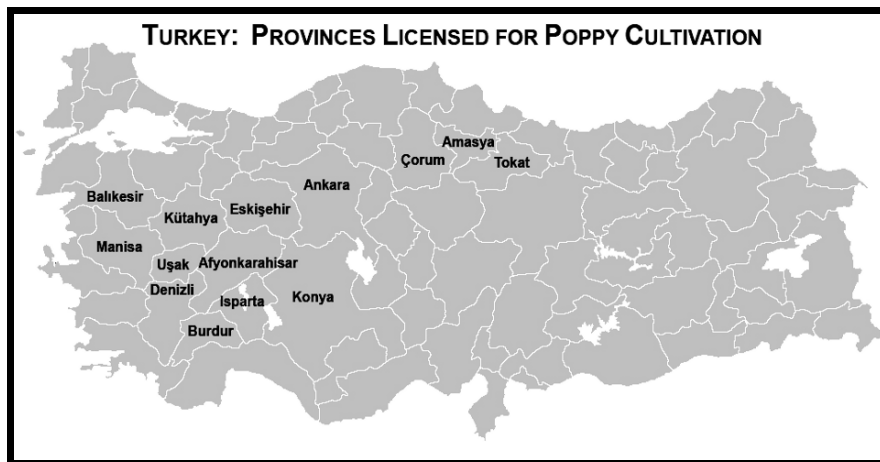 TURKEY: PROVINCES LICENSED FOR POPPY CULTIVATION
Amasya
Çorum
Tokat
Ankara
Balıkesir
Eskişehir
Kütahya
Manisa
Uşak
Afyonkarahisar
Denizli
Isparta
Konya
Burdur